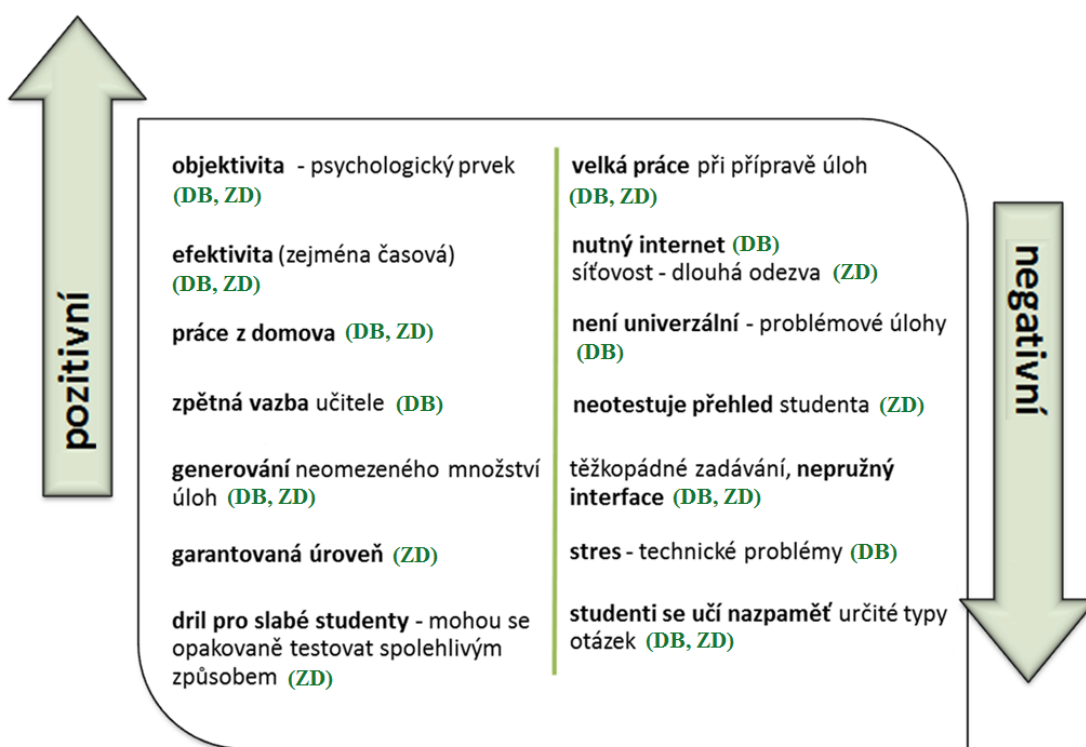 pozitivní
objektivita - psychologický prvek
(DB, ZD)
efektivita (zejména časová)
(DB, ZD)
práce z domova (DB, ZD)
zpětná vazba učitele (DB)
generování neomezeného množství
úloh (DB, ZD)
garantovaná úroveň (ZD)
dril pro slabé studenty - mohou se
opakovaně testovat spolehlivým
způsobem (ZD)
velká práce při přípravě úloh
(DB, ZD)
nutný internet (DB)
síťovost - dlouhá odezva (ZD)
není univerzální - problémové úlohy
(DB)
neotestuje přehled studenta (ZD)
těžkopádné zadávání, nepružný
interface (DB, ZD)
stres - technické problémy (DB)
studenti se učí nazpaměť určité typy
otázek (DB, ZD)
negativní